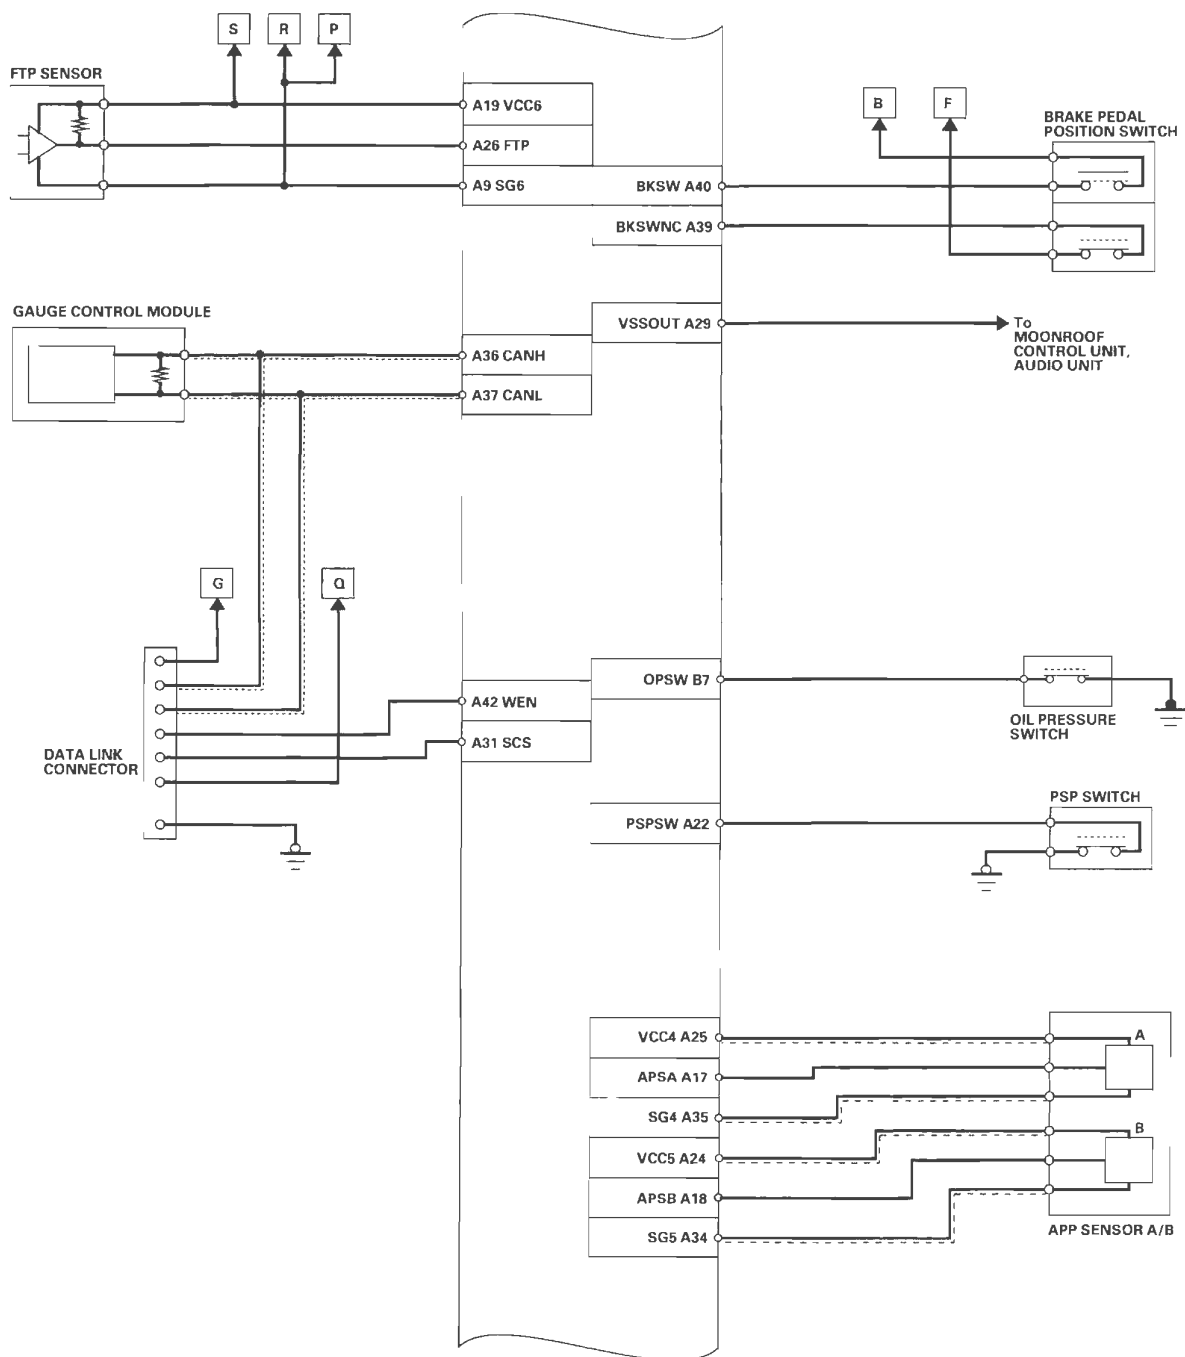 S
R
P
FTP SENSOR
A19 VCC6
A26 FTP
A9 SG6
B
F
BRAKE PEDAL
POSITION SWITCH
BKSW A40
BKSWNC A39
GAUGE CONTROL MODULE
VSSOUT A29
To
MOONROOF
CONTROL UNIT,
AUDIO UNIT
A36 CANH
A37 CANL
G
Q
DATA LINK
CONNECTOR
A42 WEN
A31 SCS
OPSW B7
OIL PRESSURE
SWITCH
PSPSW A22
PSP SWITCH
VCC4 A25
APSA A17
SG4 A35
VCC5 A24
APSB A18
SG5 A34
A
B
APP SENSOR A/B